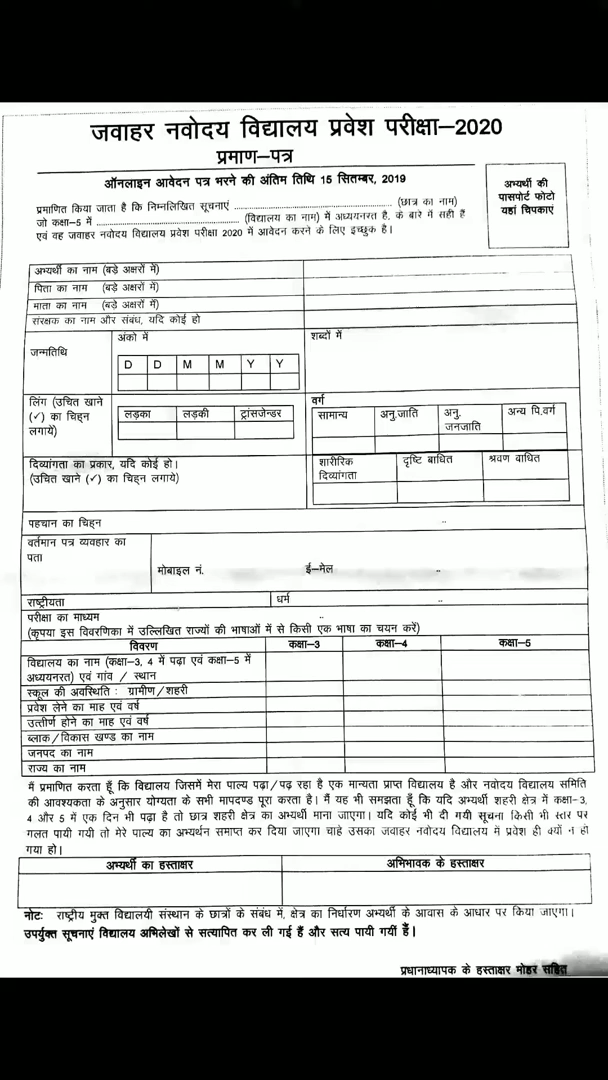 जवाहर नवोदय विद्यालय प्रवेश परीक्षा–2020
प्रमाण–पत्र
ऑनलाइन आवेदन पत्र भरने की अंतिम तिथि 15 सितम्बर, 2019
अभ्यर्थी की
पासपोर्ट फोटो
यहां चिपकाएं
प्रमाणित किया जाता है कि निम्नलिखित सूचनाएं ........................................ (छात्र का नाम)
जो कक्षा–5 में ........................................ (विद्यालय का नाम) में अध्ययनरत है, के बारे में सही हैं
एवं वह जवाहर नवोदय विद्यालय प्रवेश परीक्षा 2020 में आवेदन करने के लिए इच्छुक है।
अभ्यर्थी का नाम (बड़े अक्षरों में)
पिता का नाम (बड़े अक्षरों में)
माता का नाम (बड़े अक्षरों में)
संरक्षक का नाम और संबंध, यदि कोई हो
जन्मतिथि
अंको में
शब्दों में
D D M M Y Y
लिंग (उचित खाने
(✓) का चिह्न
लगाये)
लड़का लड़की ट्रांसजेन्डर
वर्ग
सामान्य अनु.जाति अनु. अन्य पि.वर्ग
जनजाति
दिव्यांगता का प्रकार, यदि कोई हो।
(उचित खाने (✓) का चिह्न लगाये)
शारीरिक दृष्टि बाधित श्रवण बाधित
दिव्यांगता
पहचान का चिह्न
वर्तमान पत्र व्यवहार का
पता
मोबाइल नं. ई–मेल
राष्ट्रीयता धर्म
परीक्षा का माध्यम
(कृपया इस विवरणिका में उल्लिखित राज्यों की भाषाओं में से किसी एक भाषा का चयन करें)
विवरण कक्षा–3 कक्षा–4 कक्षा–5
विद्यालय का नाम (कक्षा–3, 4 में पढ़ा एवं कक्षा–5 में
अध्ययनरत) एवं गांव / स्थान
स्कूल की अवस्थिति : ग्रामीण/शहरी
प्रवेश लेने का माह एवं वर्ष
उत्तीर्ण होने का माह एवं वर्ष
ब्लाक/विकास खण्ड का नाम
जनपद का नाम
राज्य का नाम
मैं प्रमाणित करता हूँ कि विद्यालय जिसमें मेरा पाल्य पढ़ा/पढ़ रहा है एक मान्यता प्राप्त विद्यालय है और नवोदय विद्यालय समिति
की आवश्यकता के अनुसार योग्यता के सभी मापदण्ड पूरा करता है। मैं यह भी समझता हूँ कि यदि अभ्यर्थी शहरी क्षेत्र में कक्षा–3,
4 और 5 में एक दिन भी पढ़ा है तो छात्र शहरी क्षेत्र का अभ्यर्थी माना जाएगा। यदि कोई भी दी गयी सूचना किसी भी स्तर पर
गलत पायी गयी तो मेरे पाल्य का अभ्यर्थन समाप्त कर दिया जाएगा चाहे उसका जवाहर नवोदय विद्यालय में प्रवेश ही क्यों न हो
गया हो।
अभ्यर्थी का हस्ताक्षर अभिभावक के हस्ताक्षर
नोटः राष्ट्रीय मुक्त विद्यालयी संस्थान के छात्रों के संबंध में, क्षेत्र का निर्धारण अभ्यर्थी के आवास के आधार पर किया जाएगा।
उपर्युक्त सूचनाएं विद्यालय अभिलेखों से सत्यापित कर ली गई हैं और सत्य पायी गयीं हैं।
प्रधानाध्यापक के हस्ताक्षर मोहर सहित